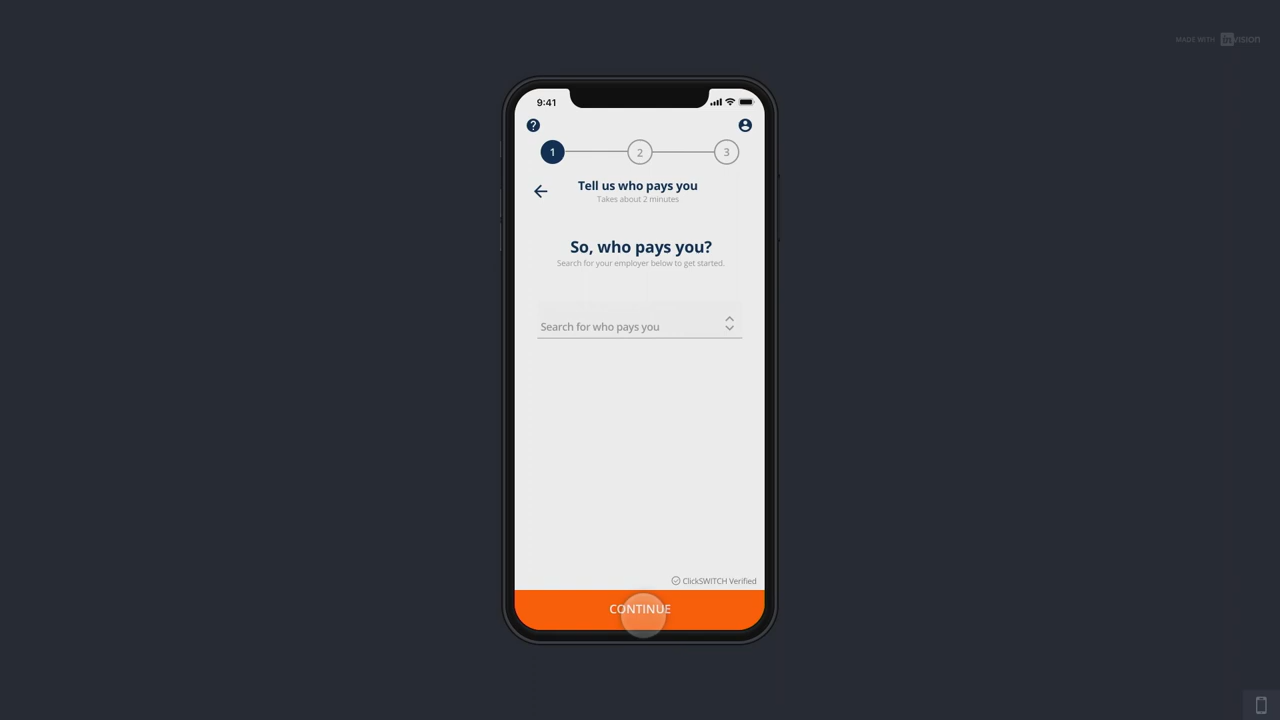 MADE WITH invision
9:41
1 2 3
Tell us who pays you
Takes about 2 minutes
So, who pays you?
Search for your employer below to get started.
Search for who pays you
ClickSWITCH Verified
CONTINUE